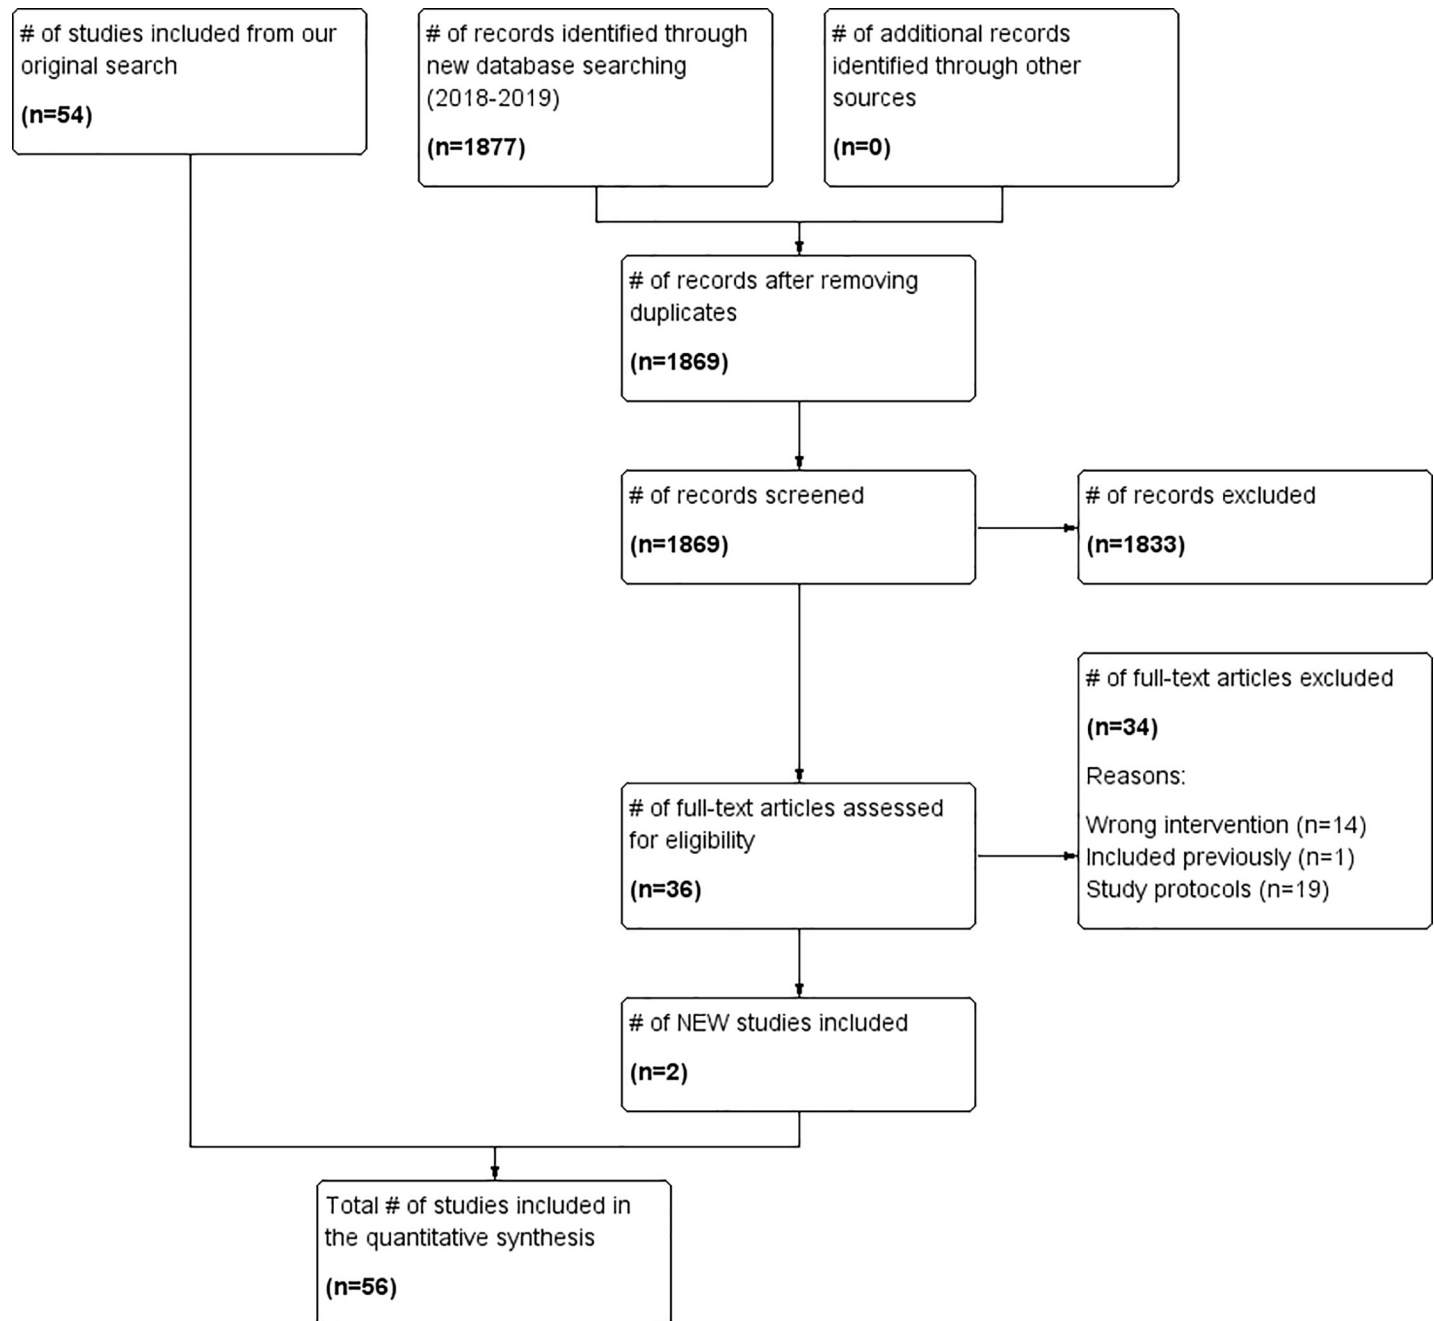 # of studies included from our
original search
(n=54)
# of records identified through
new database searching
(2018-2019)
(n=1877)
# of additional records
identified through other
sources
(n=0)
# of records after removing
duplicates
(n=1869)
# of records screened
(n=1869)
# of records excluded
(n=1833)
# of full-text articles assessed
for eligibility
(n=36)
# of full-text articles excluded
(n=34)
Reasons:
Wrong intervention (n=14)
Included previously (n=1)
Study protocols (n=19)
# of NEW studies included
(n=2)
Total # of studies included in
the quantitative synthesis
(n=56)